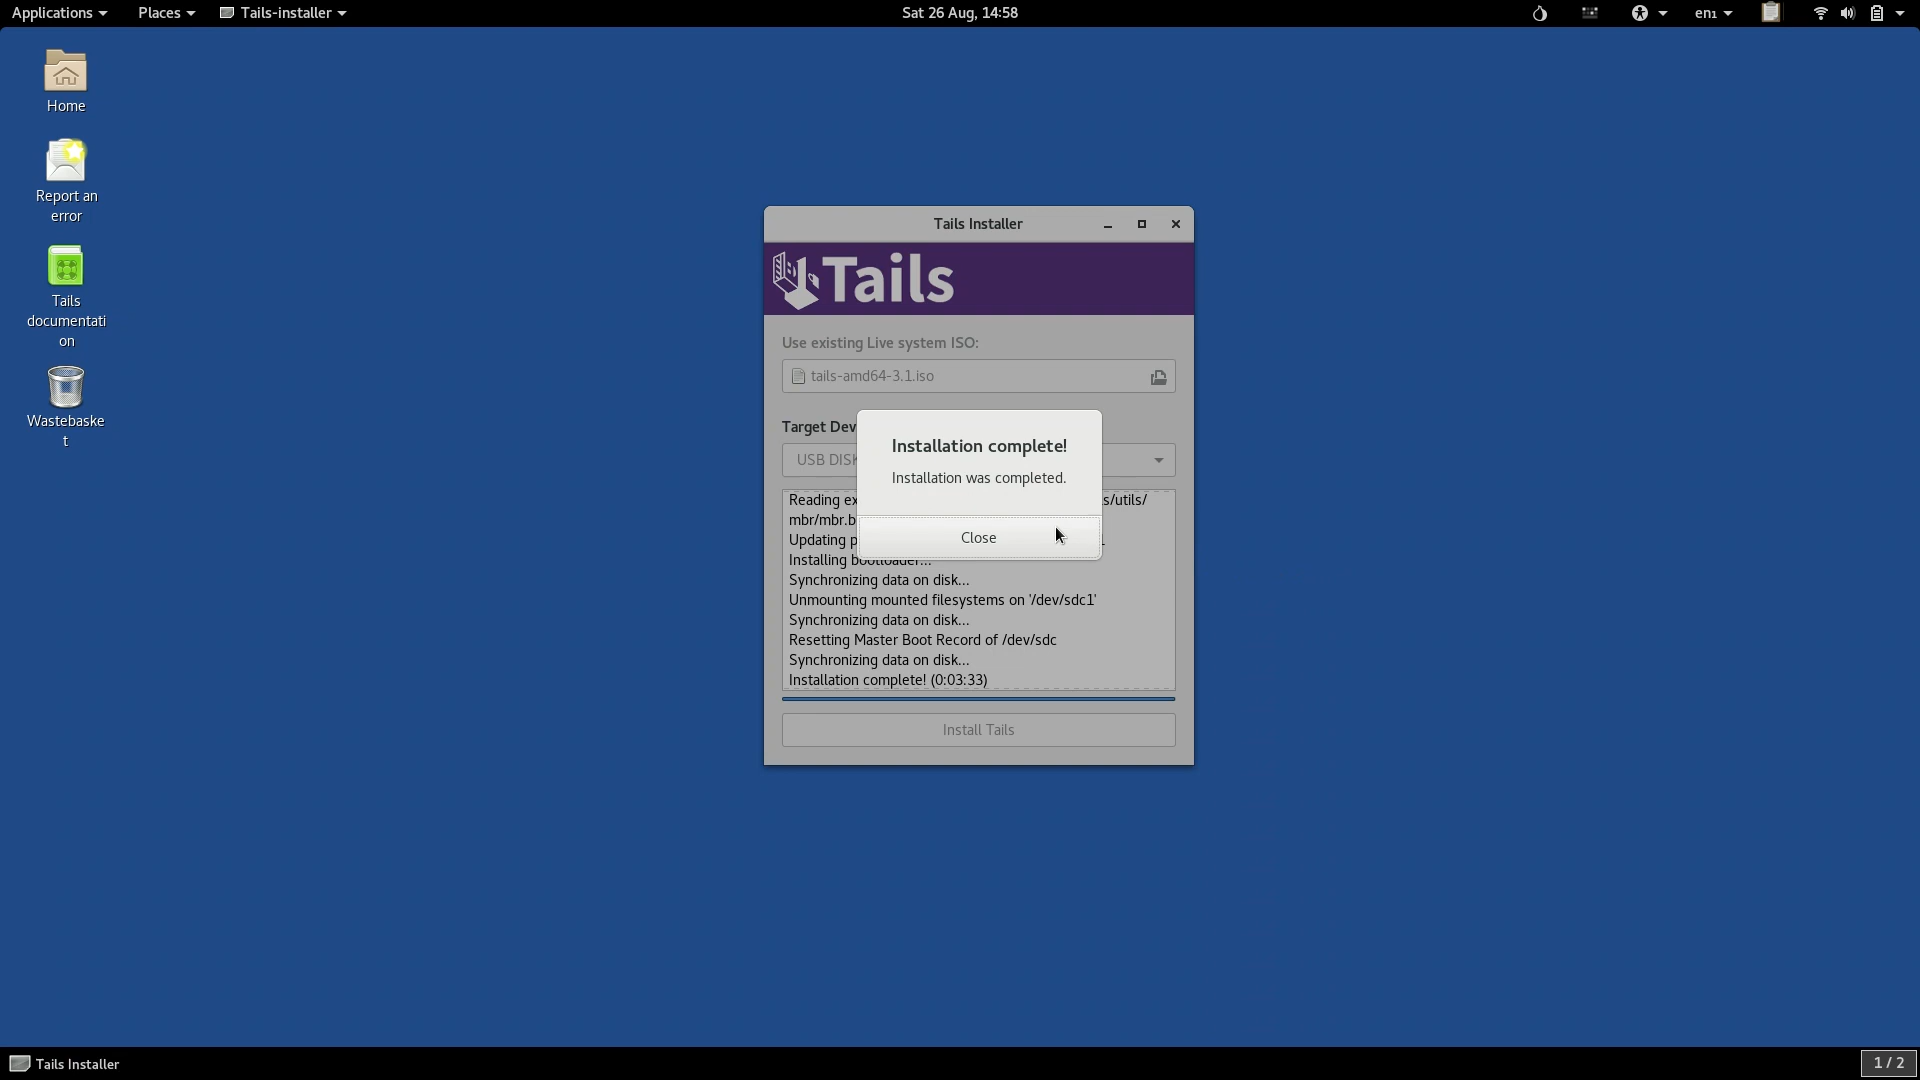 Applications
Places
Tails-installer
Sat 26 Aug, 14:58
en₁
Home
Report an
error
Tails
documentati
on
Wastebaske
t
Tails Installer
Tails
Use existing Live system ISO:
tails-amd64-3.1.iso
Target Dev
USB DISK
Installation complete!
Installation was completed.
Close
Reading ex
s/utils/
mbr/mbr.b
Updating p
Installing bootloader...
Synchronizing data on disk...
Unmounting mounted filesystems on '/dev/sdc1'
Synchronizing data on disk...
Resetting Master Boot Record of /dev/sdc
Synchronizing data on disk...
Installation complete! (0:03:33)
Install Tails
Tails Installer
1 / 2